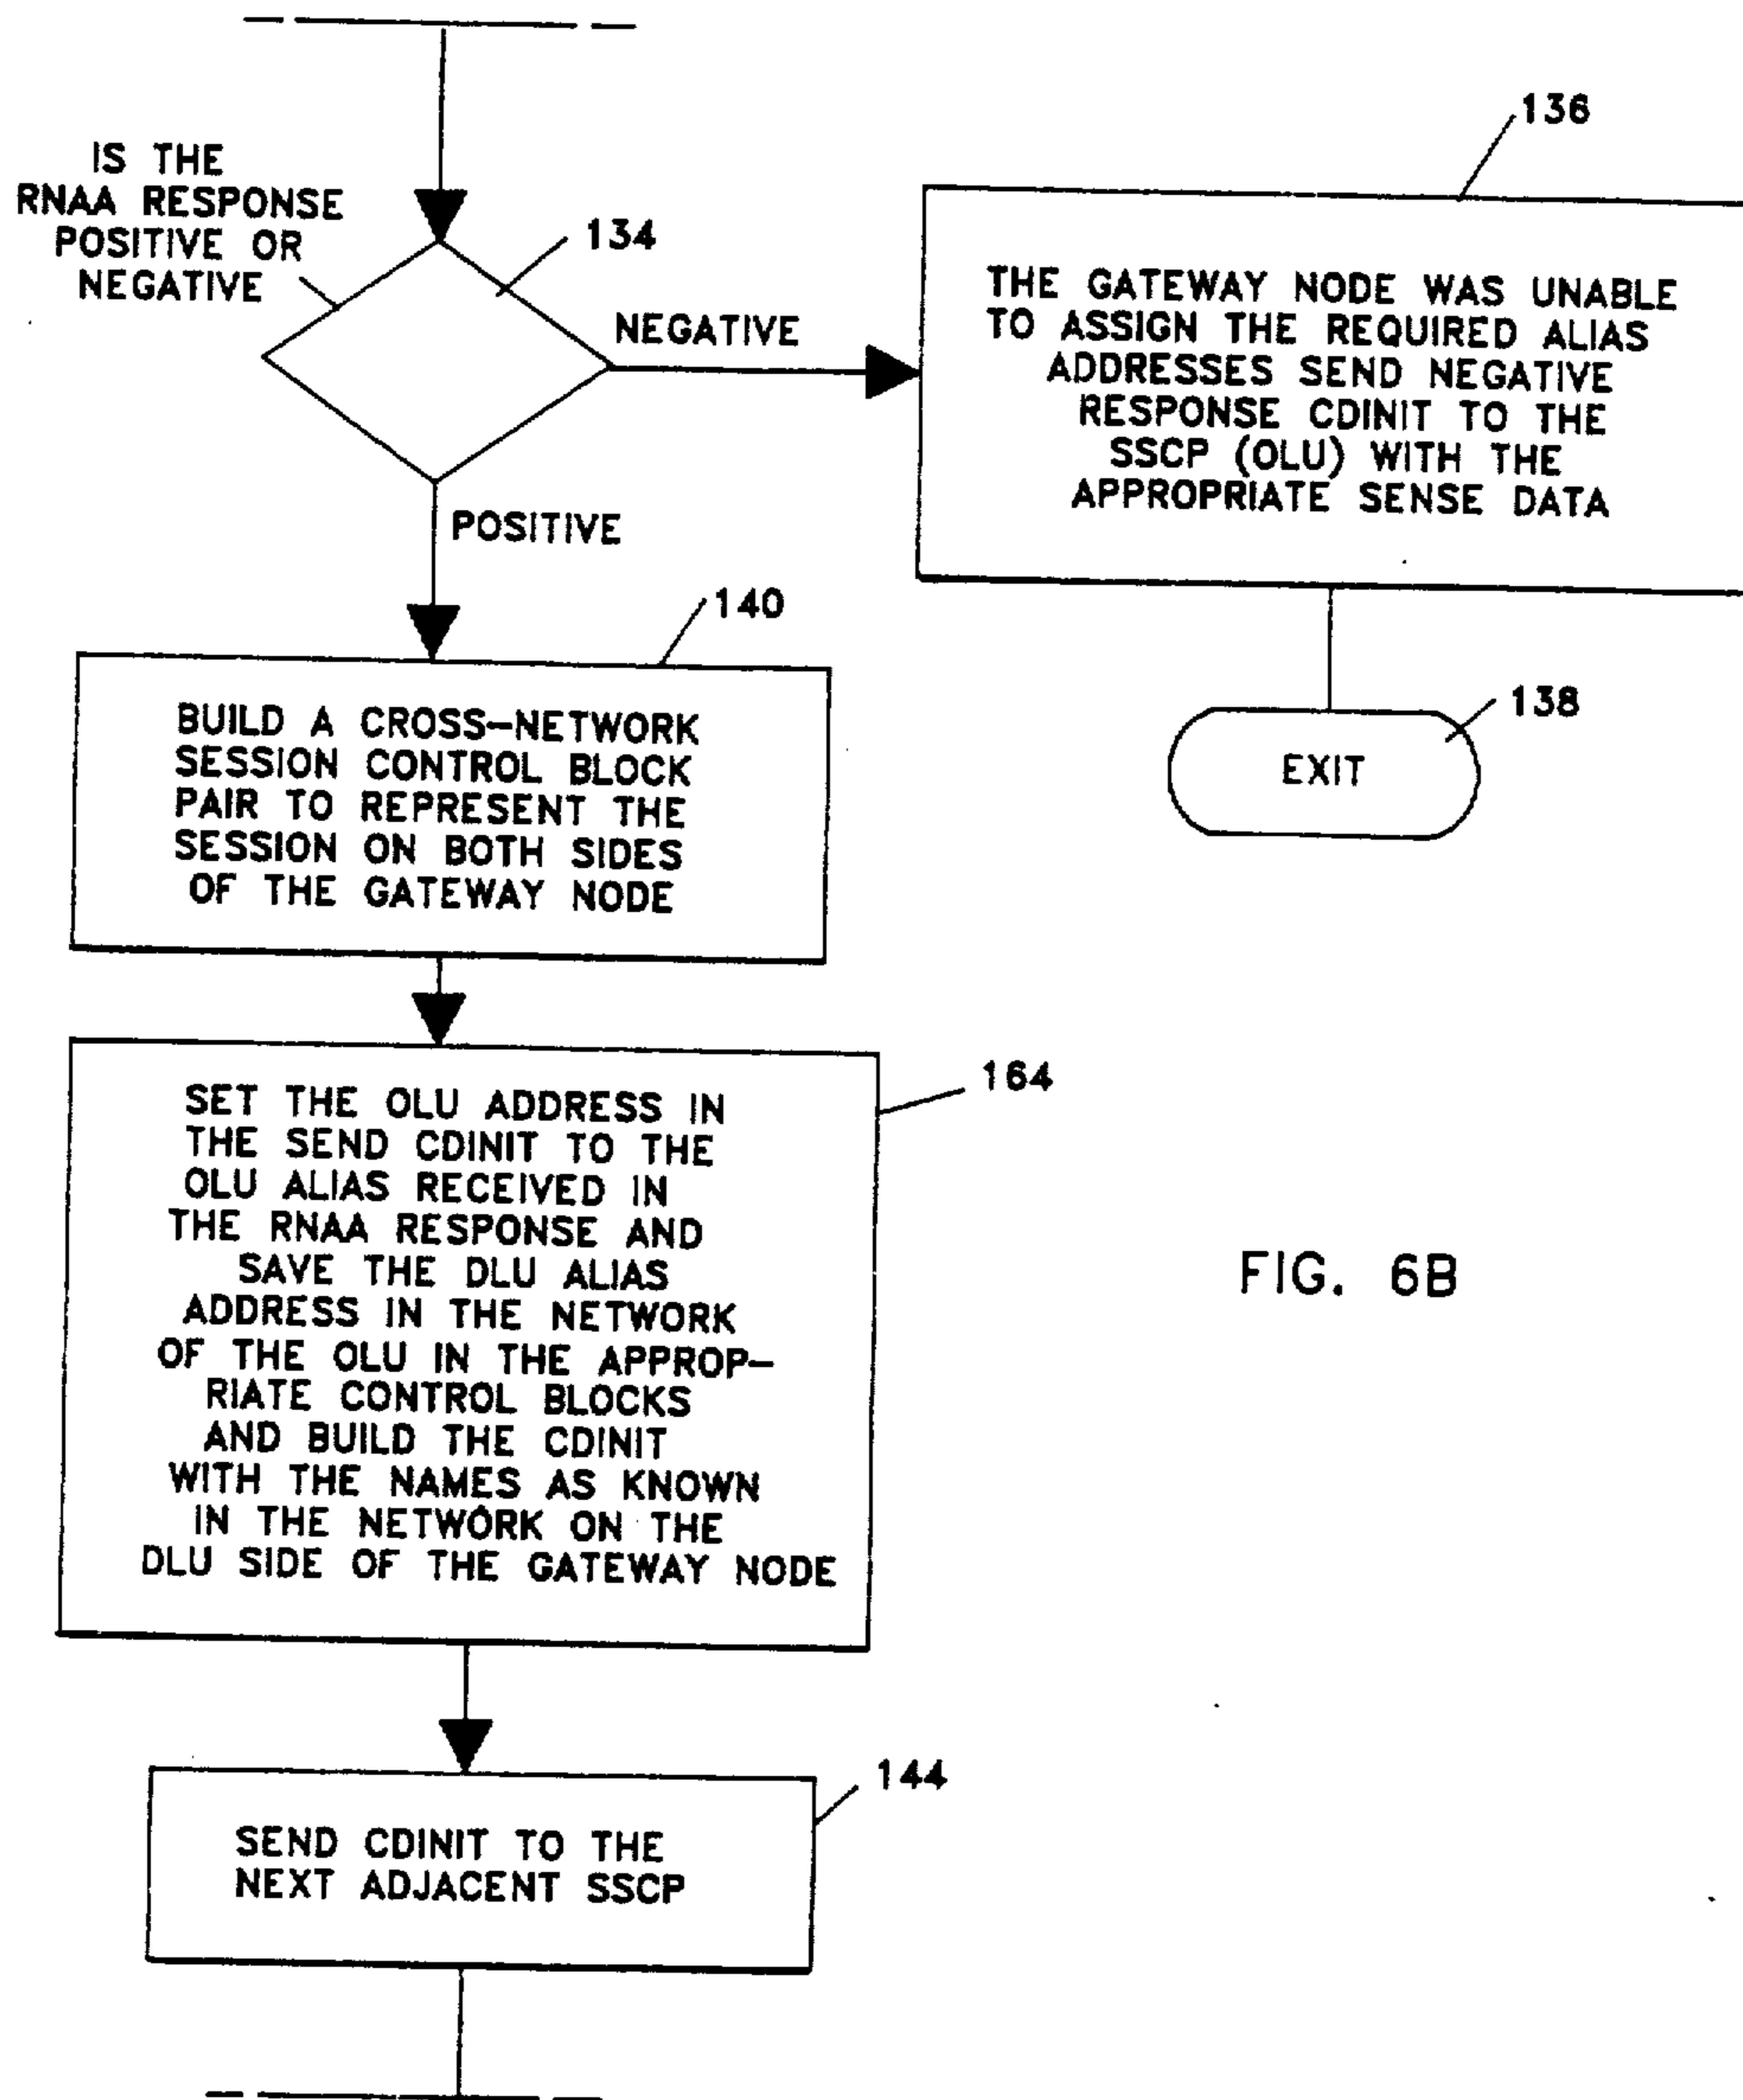 IS THE
RNAA RESPONSE
POSITIVE OR
NEGATIVE
134
NEGATIVE
POSITIVE
136
THE GATEWAY NODE WAS UNABLE
TO ASSIGN THE REQUIRED ALIAS
ADDRESSES SEND NEGATIVE
RESPONSE CDINIT TO THE
SSCP (OLU) WITH THE
APPROPRIATE SENSE DATA
138
EXIT
140
BUILD A CROSS-NETWORK
SESSION CONTROL BLOCK
PAIR TO REPRESENT THE
SESSION ON BOTH SIDES
OF THE GATEWAY NODE
164
SET THE OLU ADDRESS IN
THE SEND CDINIT TO THE
OLU ALIAS RECEIVED IN
THE RNAA RESPONSE AND
SAVE THE DLU ALIAS
ADDRESS IN THE NETWORK
OF THE OLU IN THE APPROP-
RIATE CONTROL BLOCKS
AND BUILD THE CDINIT
WITH THE NAMES AS KNOWN
IN THE NETWORK ON THE
DLU SIDE OF THE GATEWAY NODE
FIG. 6B
144
SEND CDINIT TO THE
NEXT ADJACENT SSCP